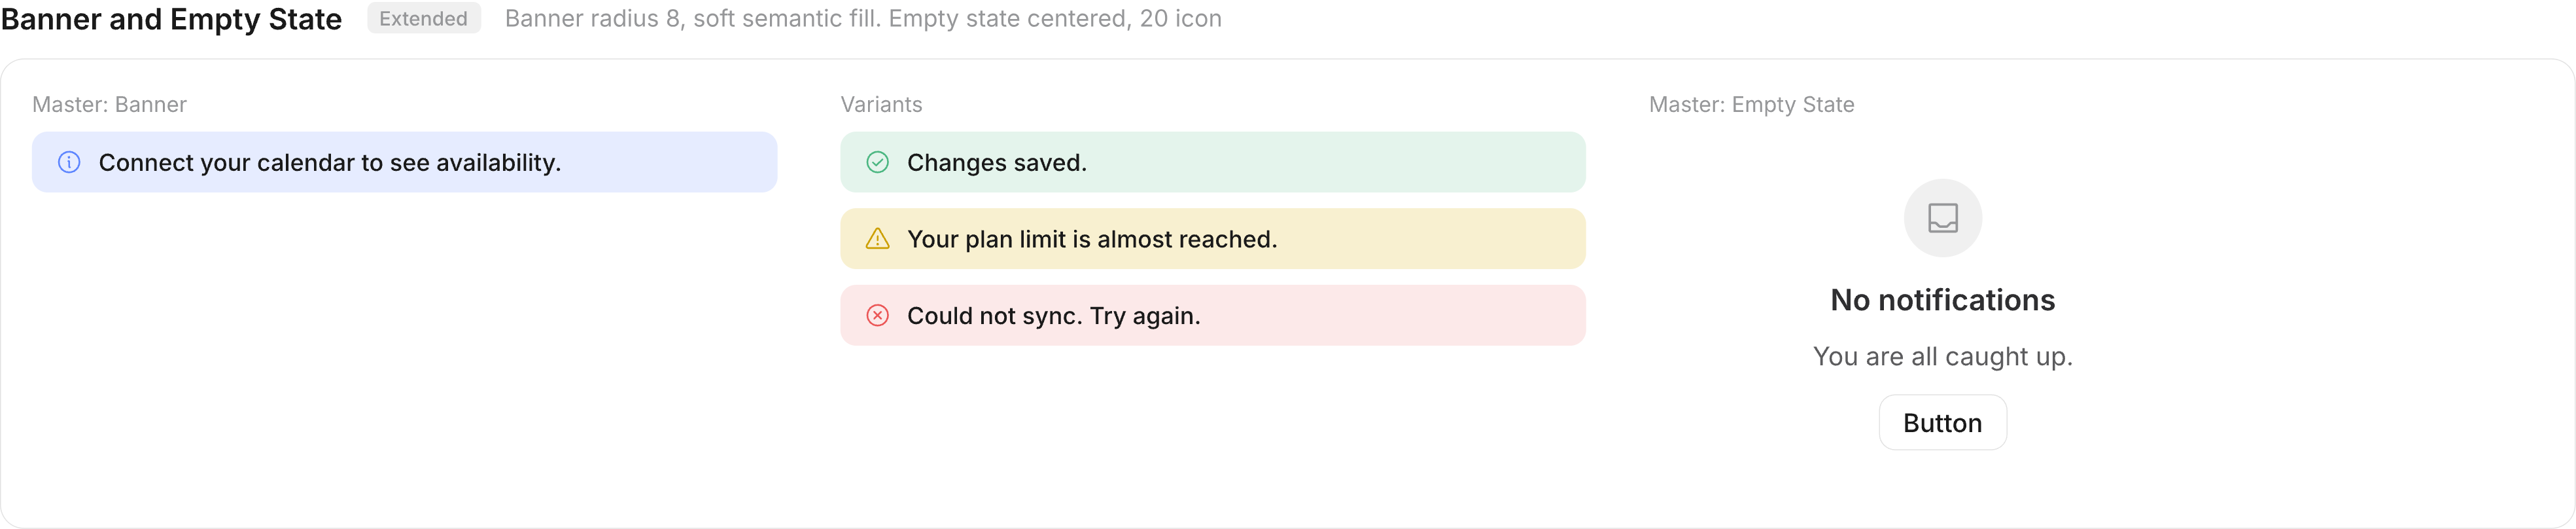 Banner and Empty State
Extended
Banner radius 8, soft semantic fill. Empty state centered, 20 icon
Master: Banner
Connect your calendar to see availability.
Variants
Changes saved.
Your plan limit is almost reached.
Could not sync. Try again.
Master: Empty State
No notifications
You are all caught up.
Button